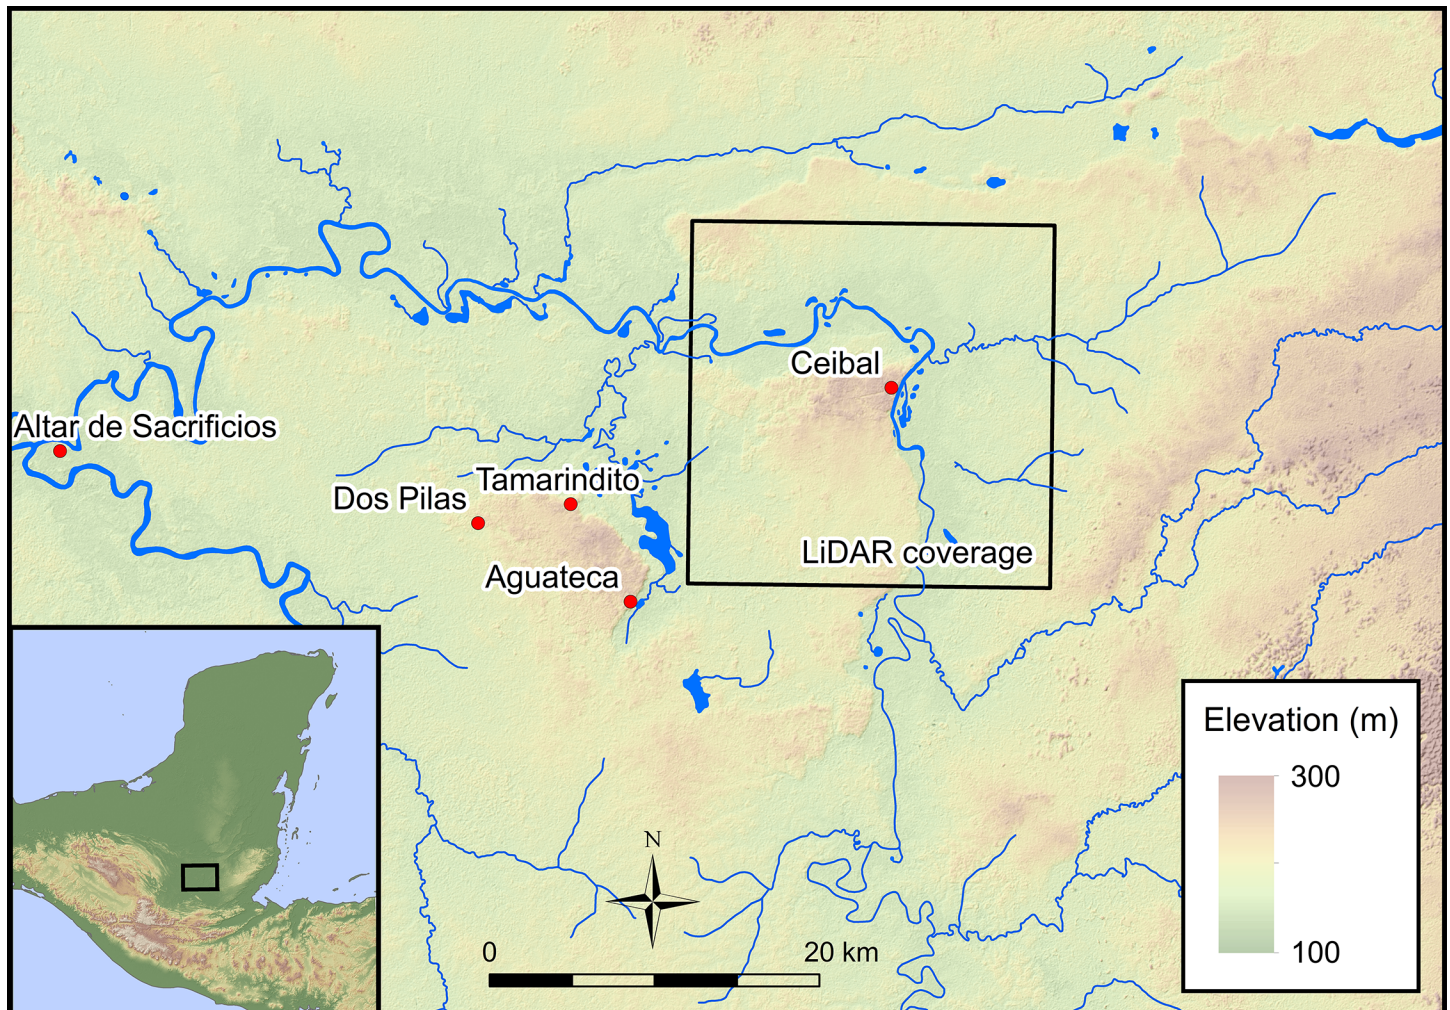 Ceibal
Altar de Sacrificios
Tamarindito
Dos Pilas
LiDAR coverage
Aguateca
Elevation (m)
300
100
N
0 20 km